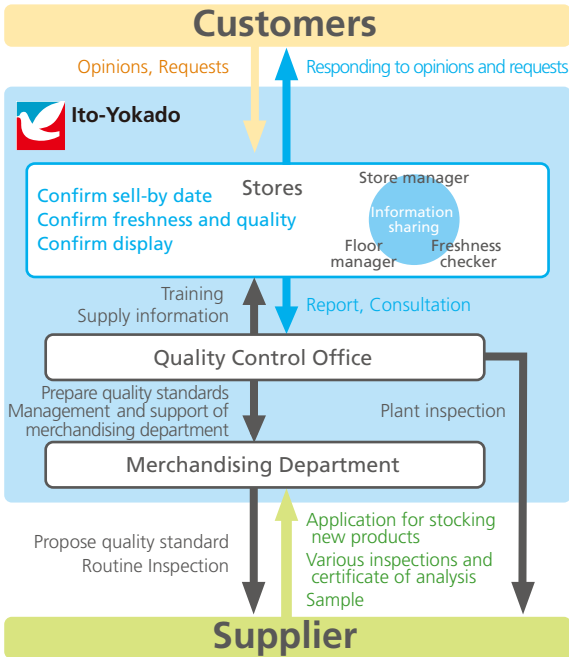 Customers
Opinions, Requests
Responding to opinions and requests
Ito-Yokado
Stores
Confirm sell-by date
Confirm freshness and quality
Confirm display
Store manager
Information
sharing
Floor
manager
Freshness
checker
Training
Supply information
Report, Consultation
Quality Control Office
Prepare quality standards
Management and support of
merchandising department
Plant inspection
Merchandising Department
Propose quality standard
Routine Inspection
Application for stocking
new products
Various inspections and
certificate of analysis
Sample
Supplier